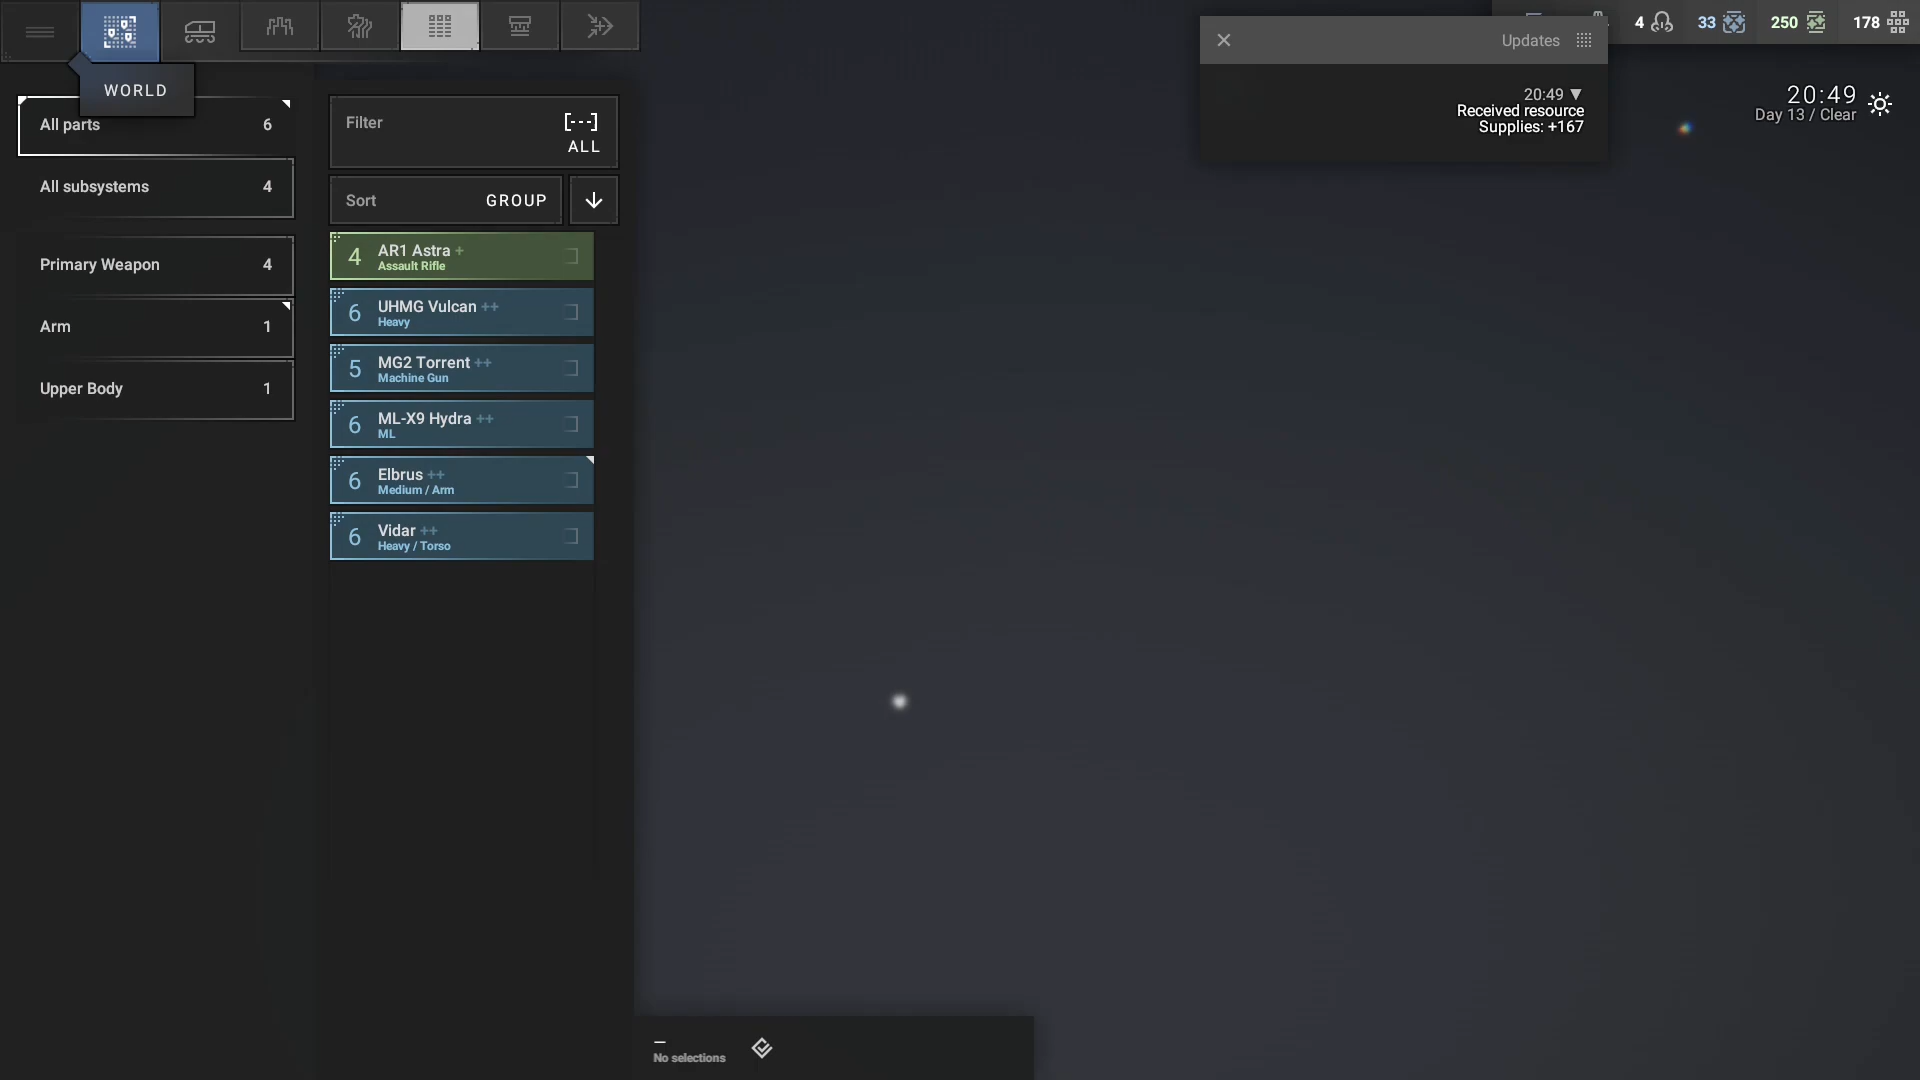 4
33
250
178
Updates
WORLD
20:49
Received resource
Supplies: +167
20:49
Day 13 / Clear
All parts 6
All subsystems 4
Primary Weapon 4
Arm 1
Upper Body 1
Filter
[---]
ALL
Sort GROUP
4 AR1 Astra +
Assault Rifle
6 UHMG Vulcan ++
Heavy
5 MG2 Torrent ++
Machine Gun
6 ML-X9 Hydra ++
ML
6 Elbrus ++
Medium / Arm
6 Vidar ++
Heavy / Torso
–
No selections